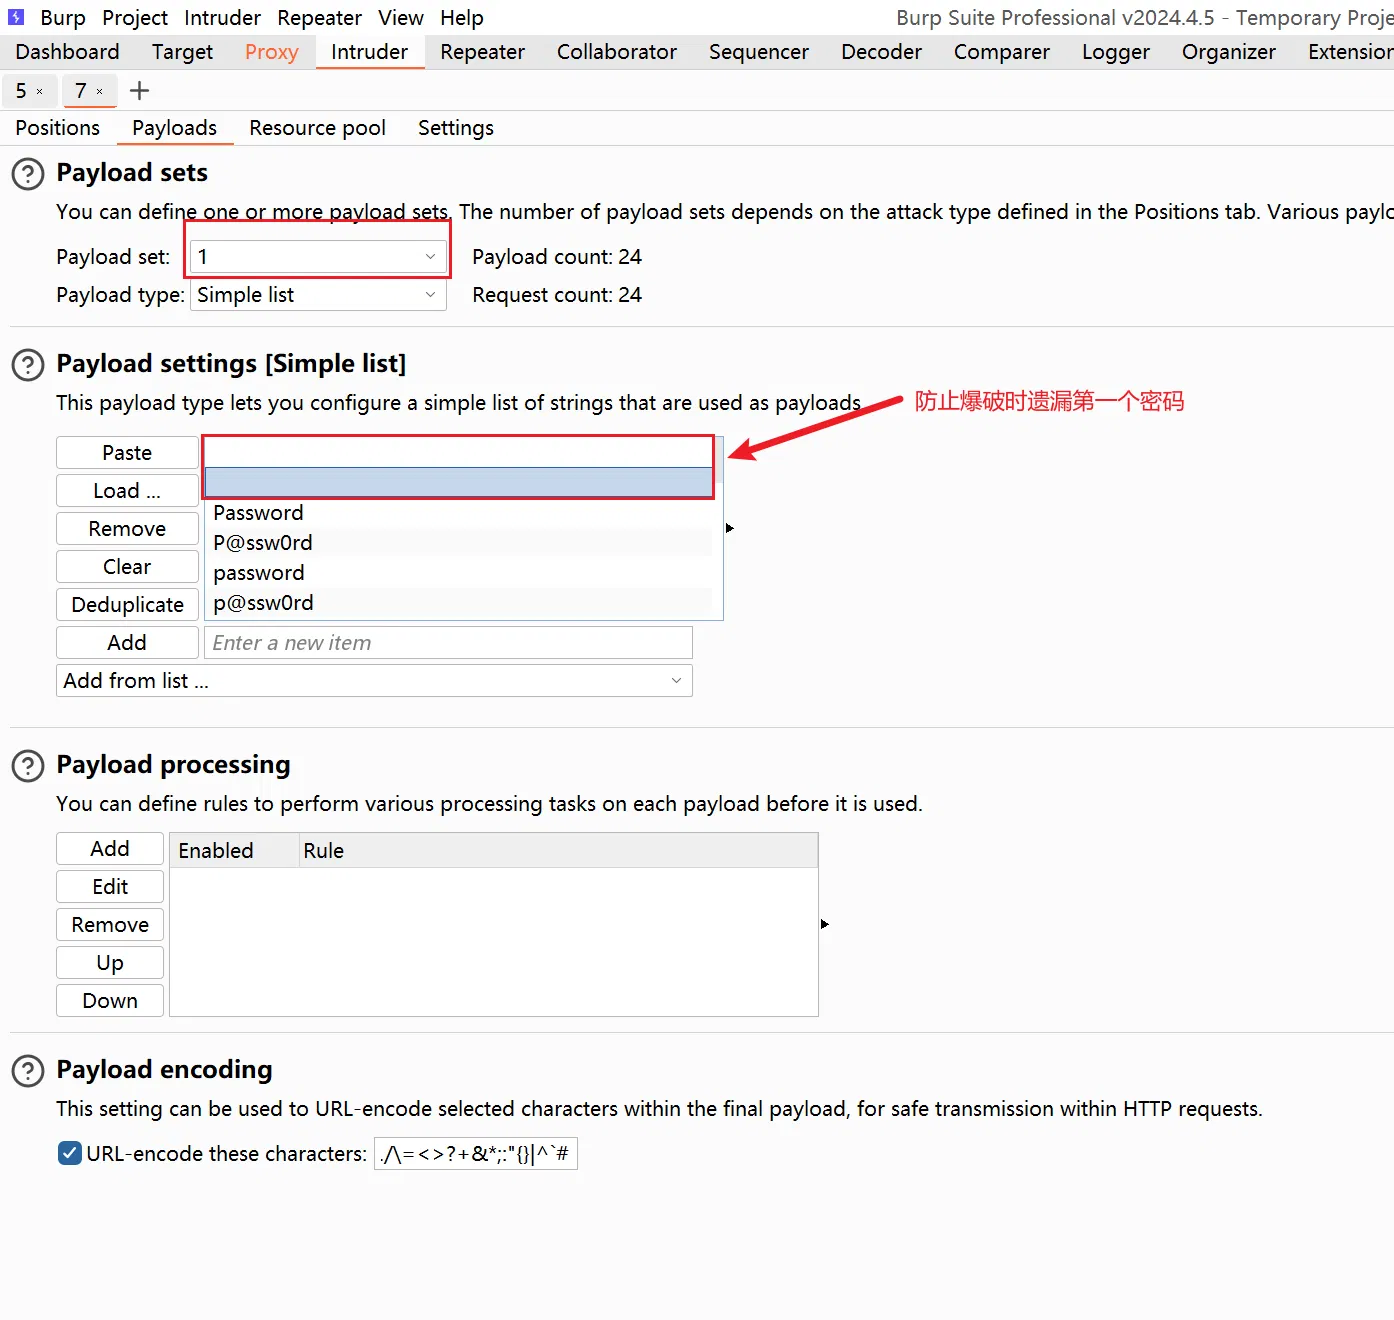 Burp Project Intruder Repeater View Help Burp Suite Professional v2024.4.5 - Temporary Proje
Dashboard Target Proxy Intruder Repeater Collaborator Sequencer Decoder Comparer Logger Organizer Extension
5 × 7 × +
Positions Payloads Resource pool Settings
Payload sets
You can define one or more payload sets. The number of payload sets depends on the attack type defined in the Positions tab. Various paylo
Payload set: 1 Payload count: 24
Payload type: Simple list Request count: 24
Payload settings [Simple list]
This payload type lets you configure a simple list of strings that are used as payloads
防止爆破时遗漏第一个密码
Paste
Load ...
Remove
Clear
Deduplicate
Password
P@ssw0rd
password
p@ssw0rd
Add Enter a new item
Add from list ...
Payload processing
You can define rules to perform various processing tasks on each payload before it is used.
Add
Edit
Remove
Up
Down
Enabled Rule
Payload encoding
This setting can be used to URL-encode selected characters within the final payload, for safe transmission within HTTP requests.
URL-encode these characters: ./\=<>?+&*;:"{}|^`#